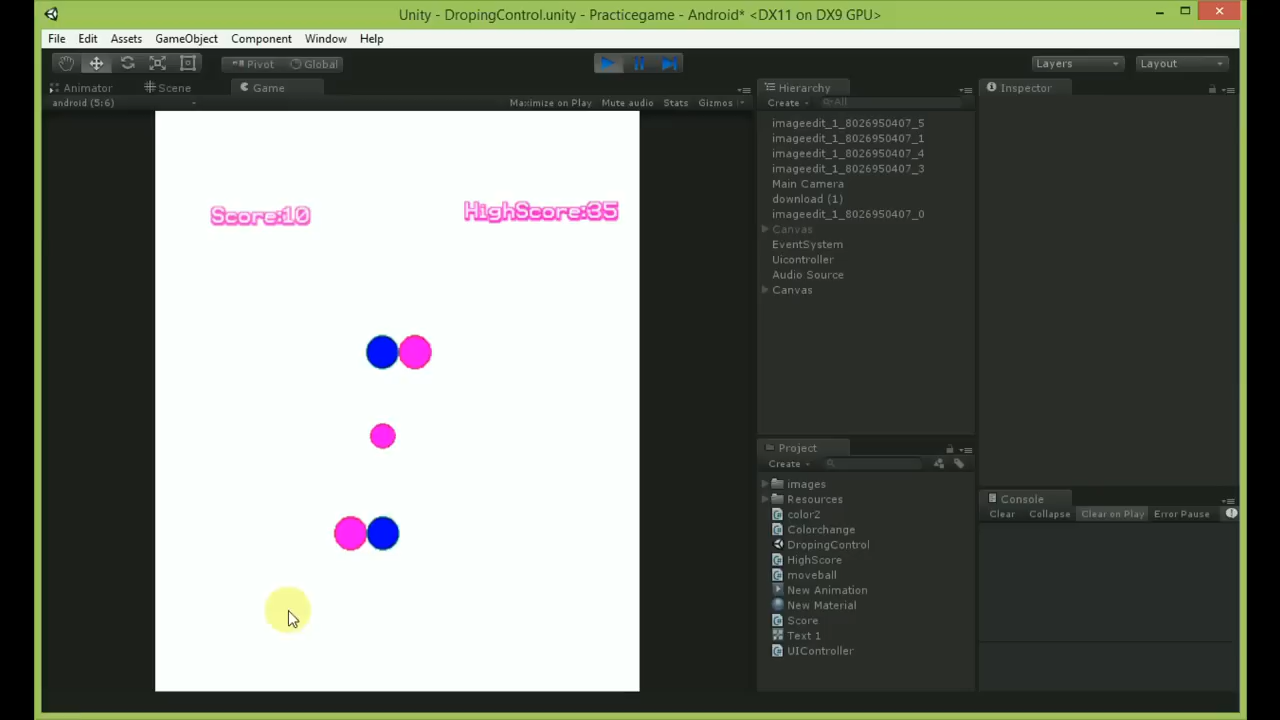 Unity - DropingControl.unity - Practicegame - Android* <DX11 on DX9 GPU>
File Edit Assets GameObject Component Window Help
Pivot Global Layers Layout
Animator Scene Game
android (5:6) Maximize on Play Mute audio Stats Gizmos
Score:10
HighScore:35
Hierarchy
Create All
imageedit_1_8026950407_5
imageedit_1_8026950407_1
imageedit_1_8026950407_4
imageedit_1_8026950407_3
Main Camera
download (1)
imageedit_1_8026950407_0
Canvas
EventSystem
Uicontroller
Audio Source
Canvas
Project
Create
images
Resources
color2
Colorchange
DropingControl
HighScore
moveball
New Animation
New Material
Score
Text 1
UIController
Inspector
Console
Clear Collapse Clear on Play Error Pause